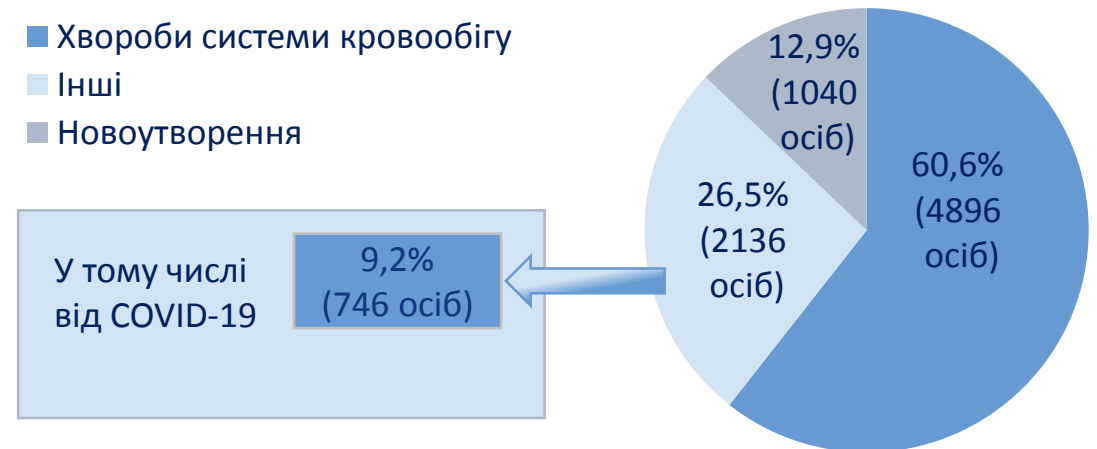 Хвороби системи кровообігу
Інші
Новоутворення
12,9%
(1040
осіб)
60,6%
(4896
осіб)
26,5%
(2136
осіб)
У тому числі
від COVID-19
9,2%
(746 осіб)